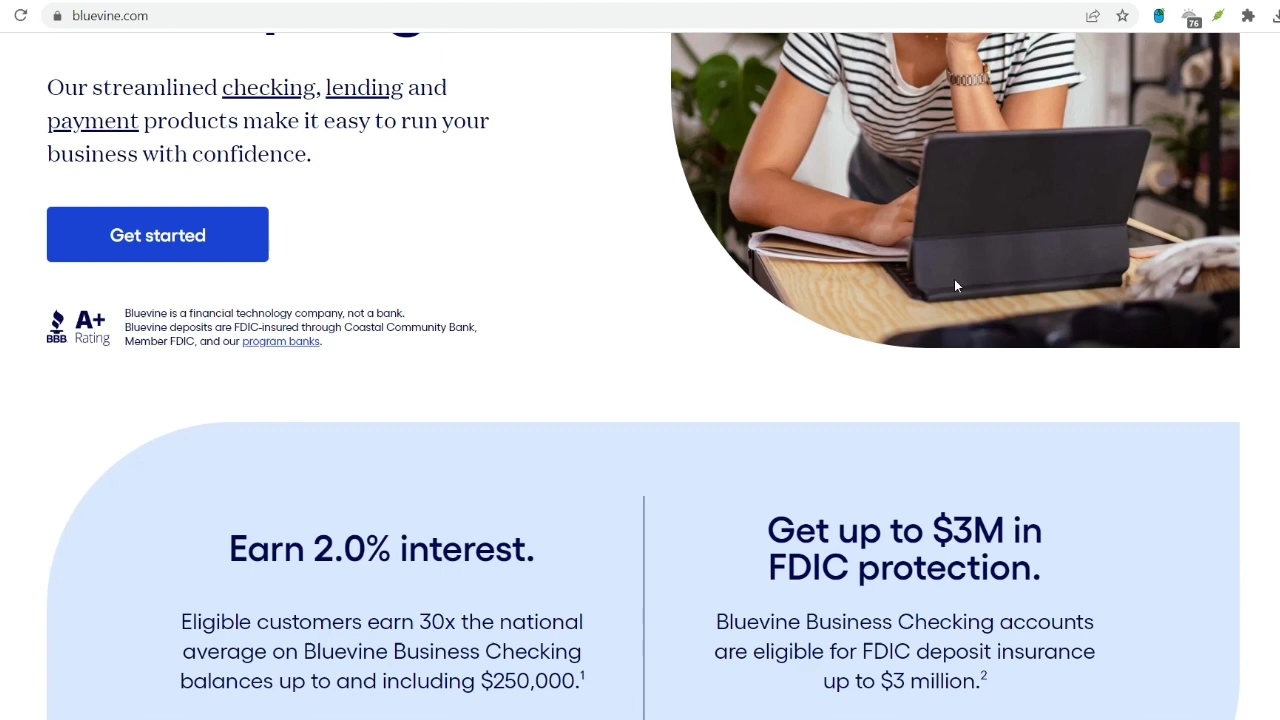 bluevine.com
76
Our streamlined checking, lending and
payment products make it easy to run your
business with confidence.
Get started
BBB
A+
Rating
Bluevine is a financial technology company, not a bank.
Bluevine deposits are FDIC-insured through Coastal Community Bank,
Member FDIC, and our program banks.
Earn 2.0% interest.
Eligible customers earn 30x the national
average on Bluevine Business Checking
balances up to and including $250,000.¹
Get up to $3M in
FDIC protection.
Bluevine Business Checking accounts
are eligible for FDIC deposit insurance
up to $3 million.²